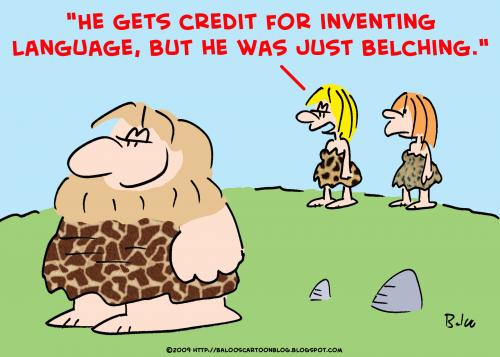 "HE GETS CREDIT FOR INVENTING
LANGUAGE, BUT HE WAS JUST BELCHING."
Baloo
©2009 HTTP://BALOOSCARTOONBLOG.BLOGSPOT.COM